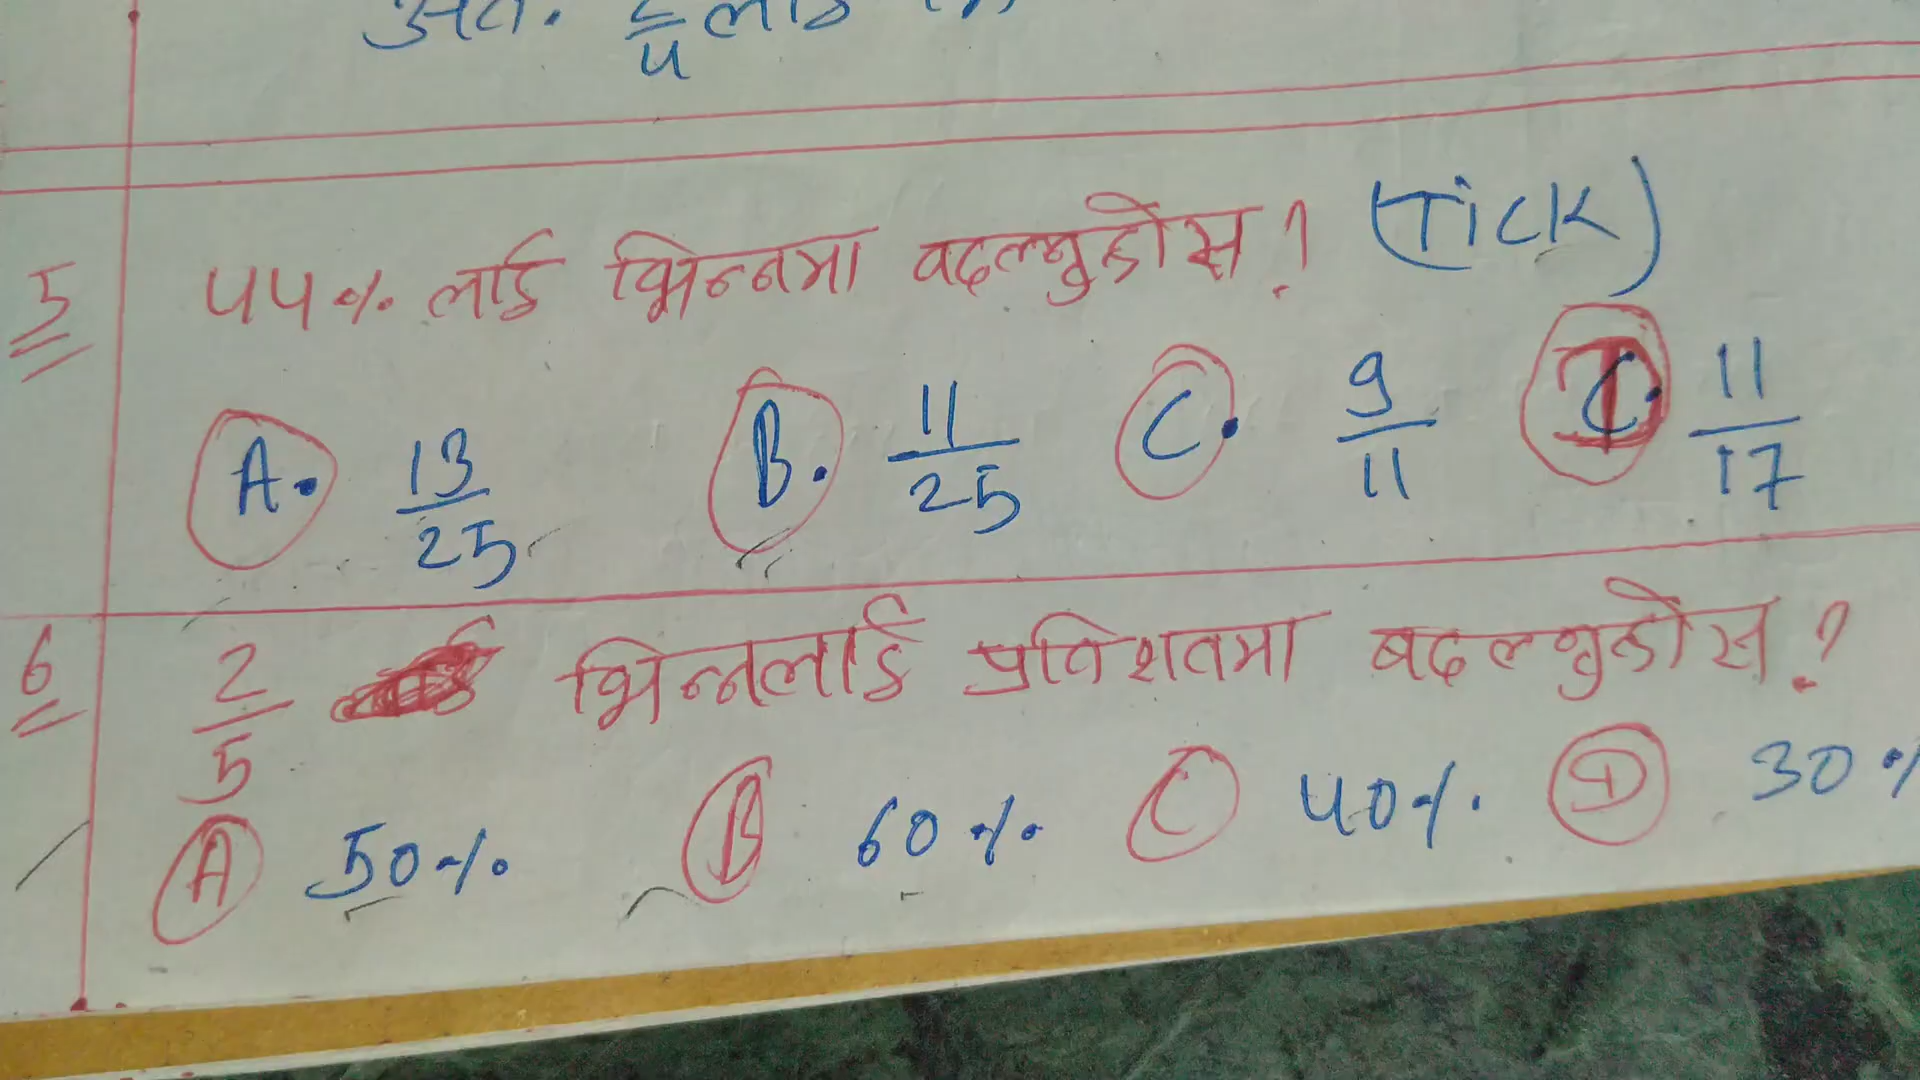 5 44% लाई भिन्नमा बदल्नुहोस ? (Tick)
A. 13/25 B. 11/25 C. 9/11 11/17
6 2/5 भिन्नलाई प्रतिशतमा बदल्नुहोस ?
A 50% B 60% C 40% D 30%